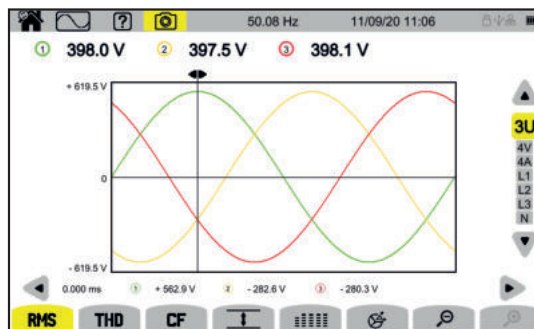 ? 50.08 Hz 11/09/20 11:06
1 398.0 V 2 397.5 V 3 398.1 V
+ 619.5 V
0
- 619.5 V
3U
4V
4A
L1
L2
L3
N
0.000 ms 1 + 562.9 V 2 - 282.6 V 3 - 280.3 V
RMS THD CF